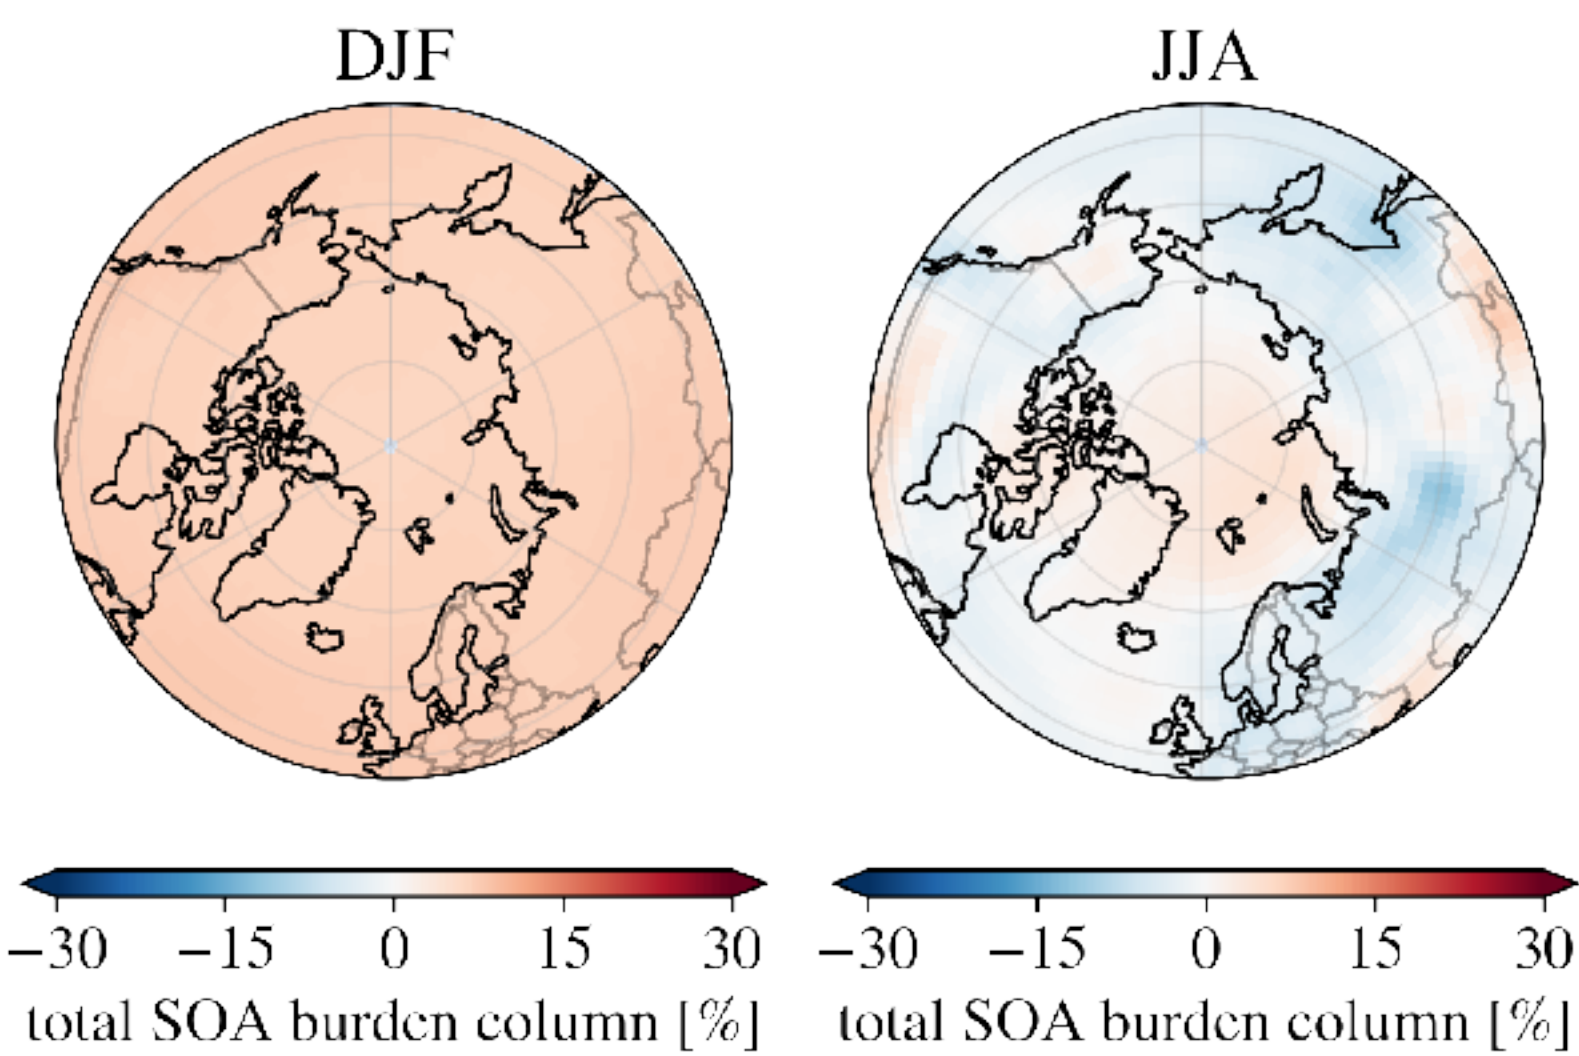 DJF JJA
−30 −15 0 15 30 −30 −15 0 15 30
total SOA burden column [%] total SOA burden column [%]